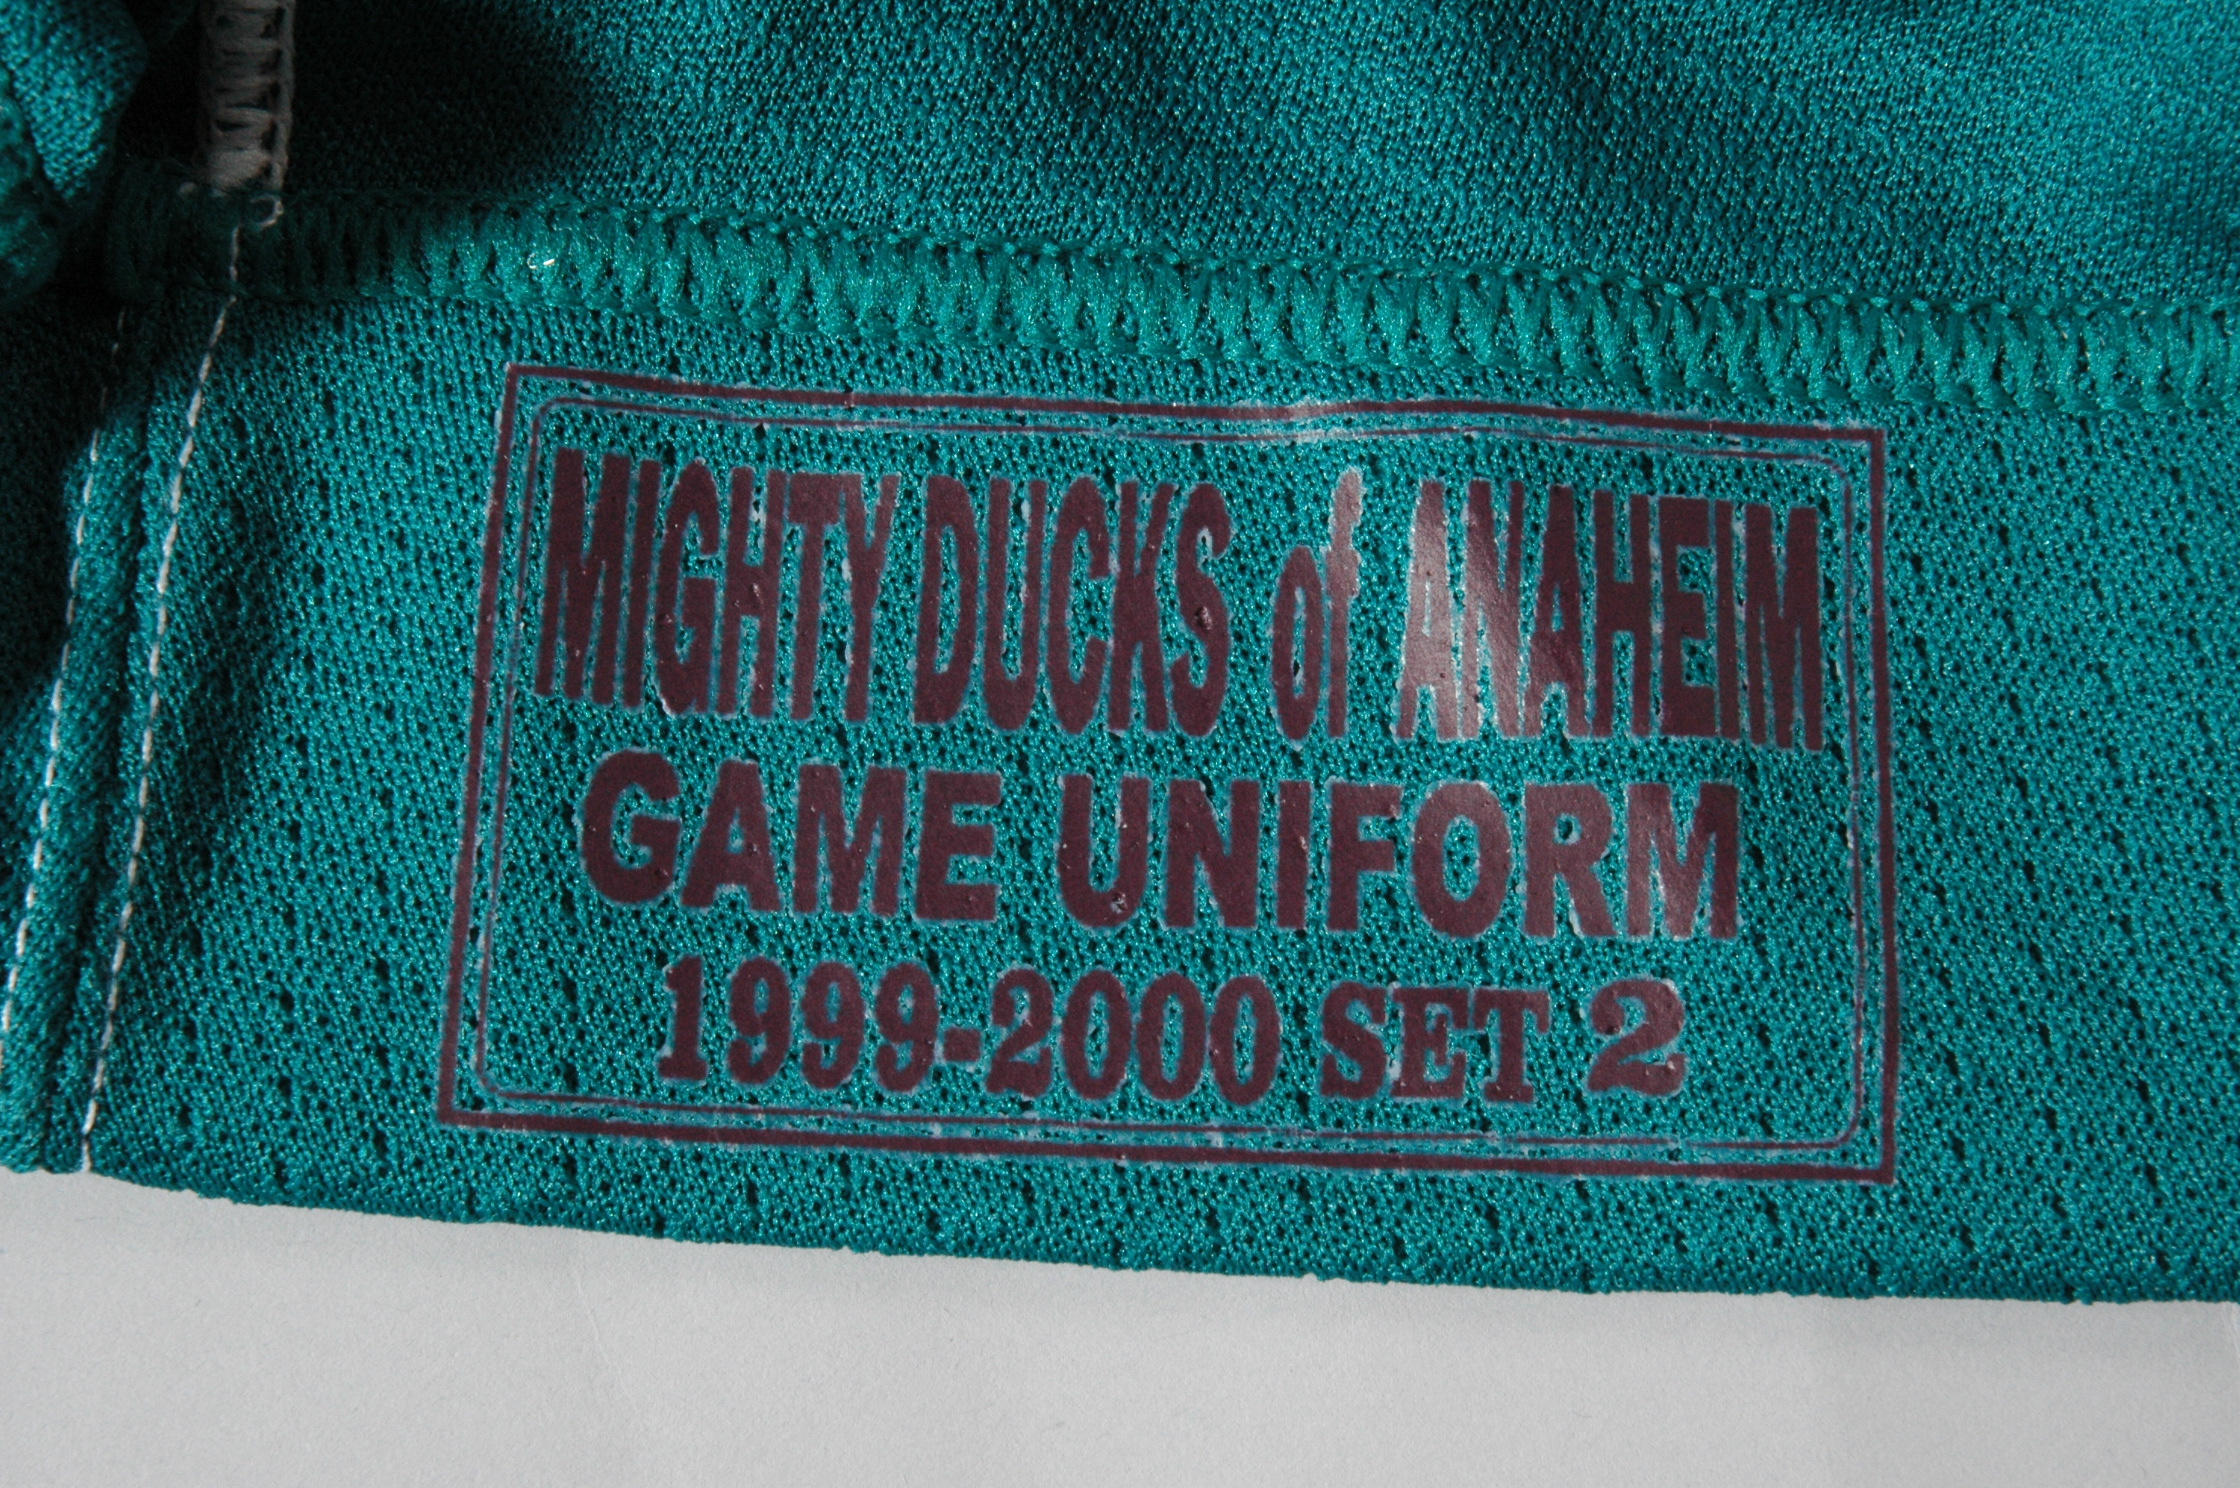 MIGHTY DUCKS of ANAHEIM
GAME UNIFORM
1999-2000 SET 2